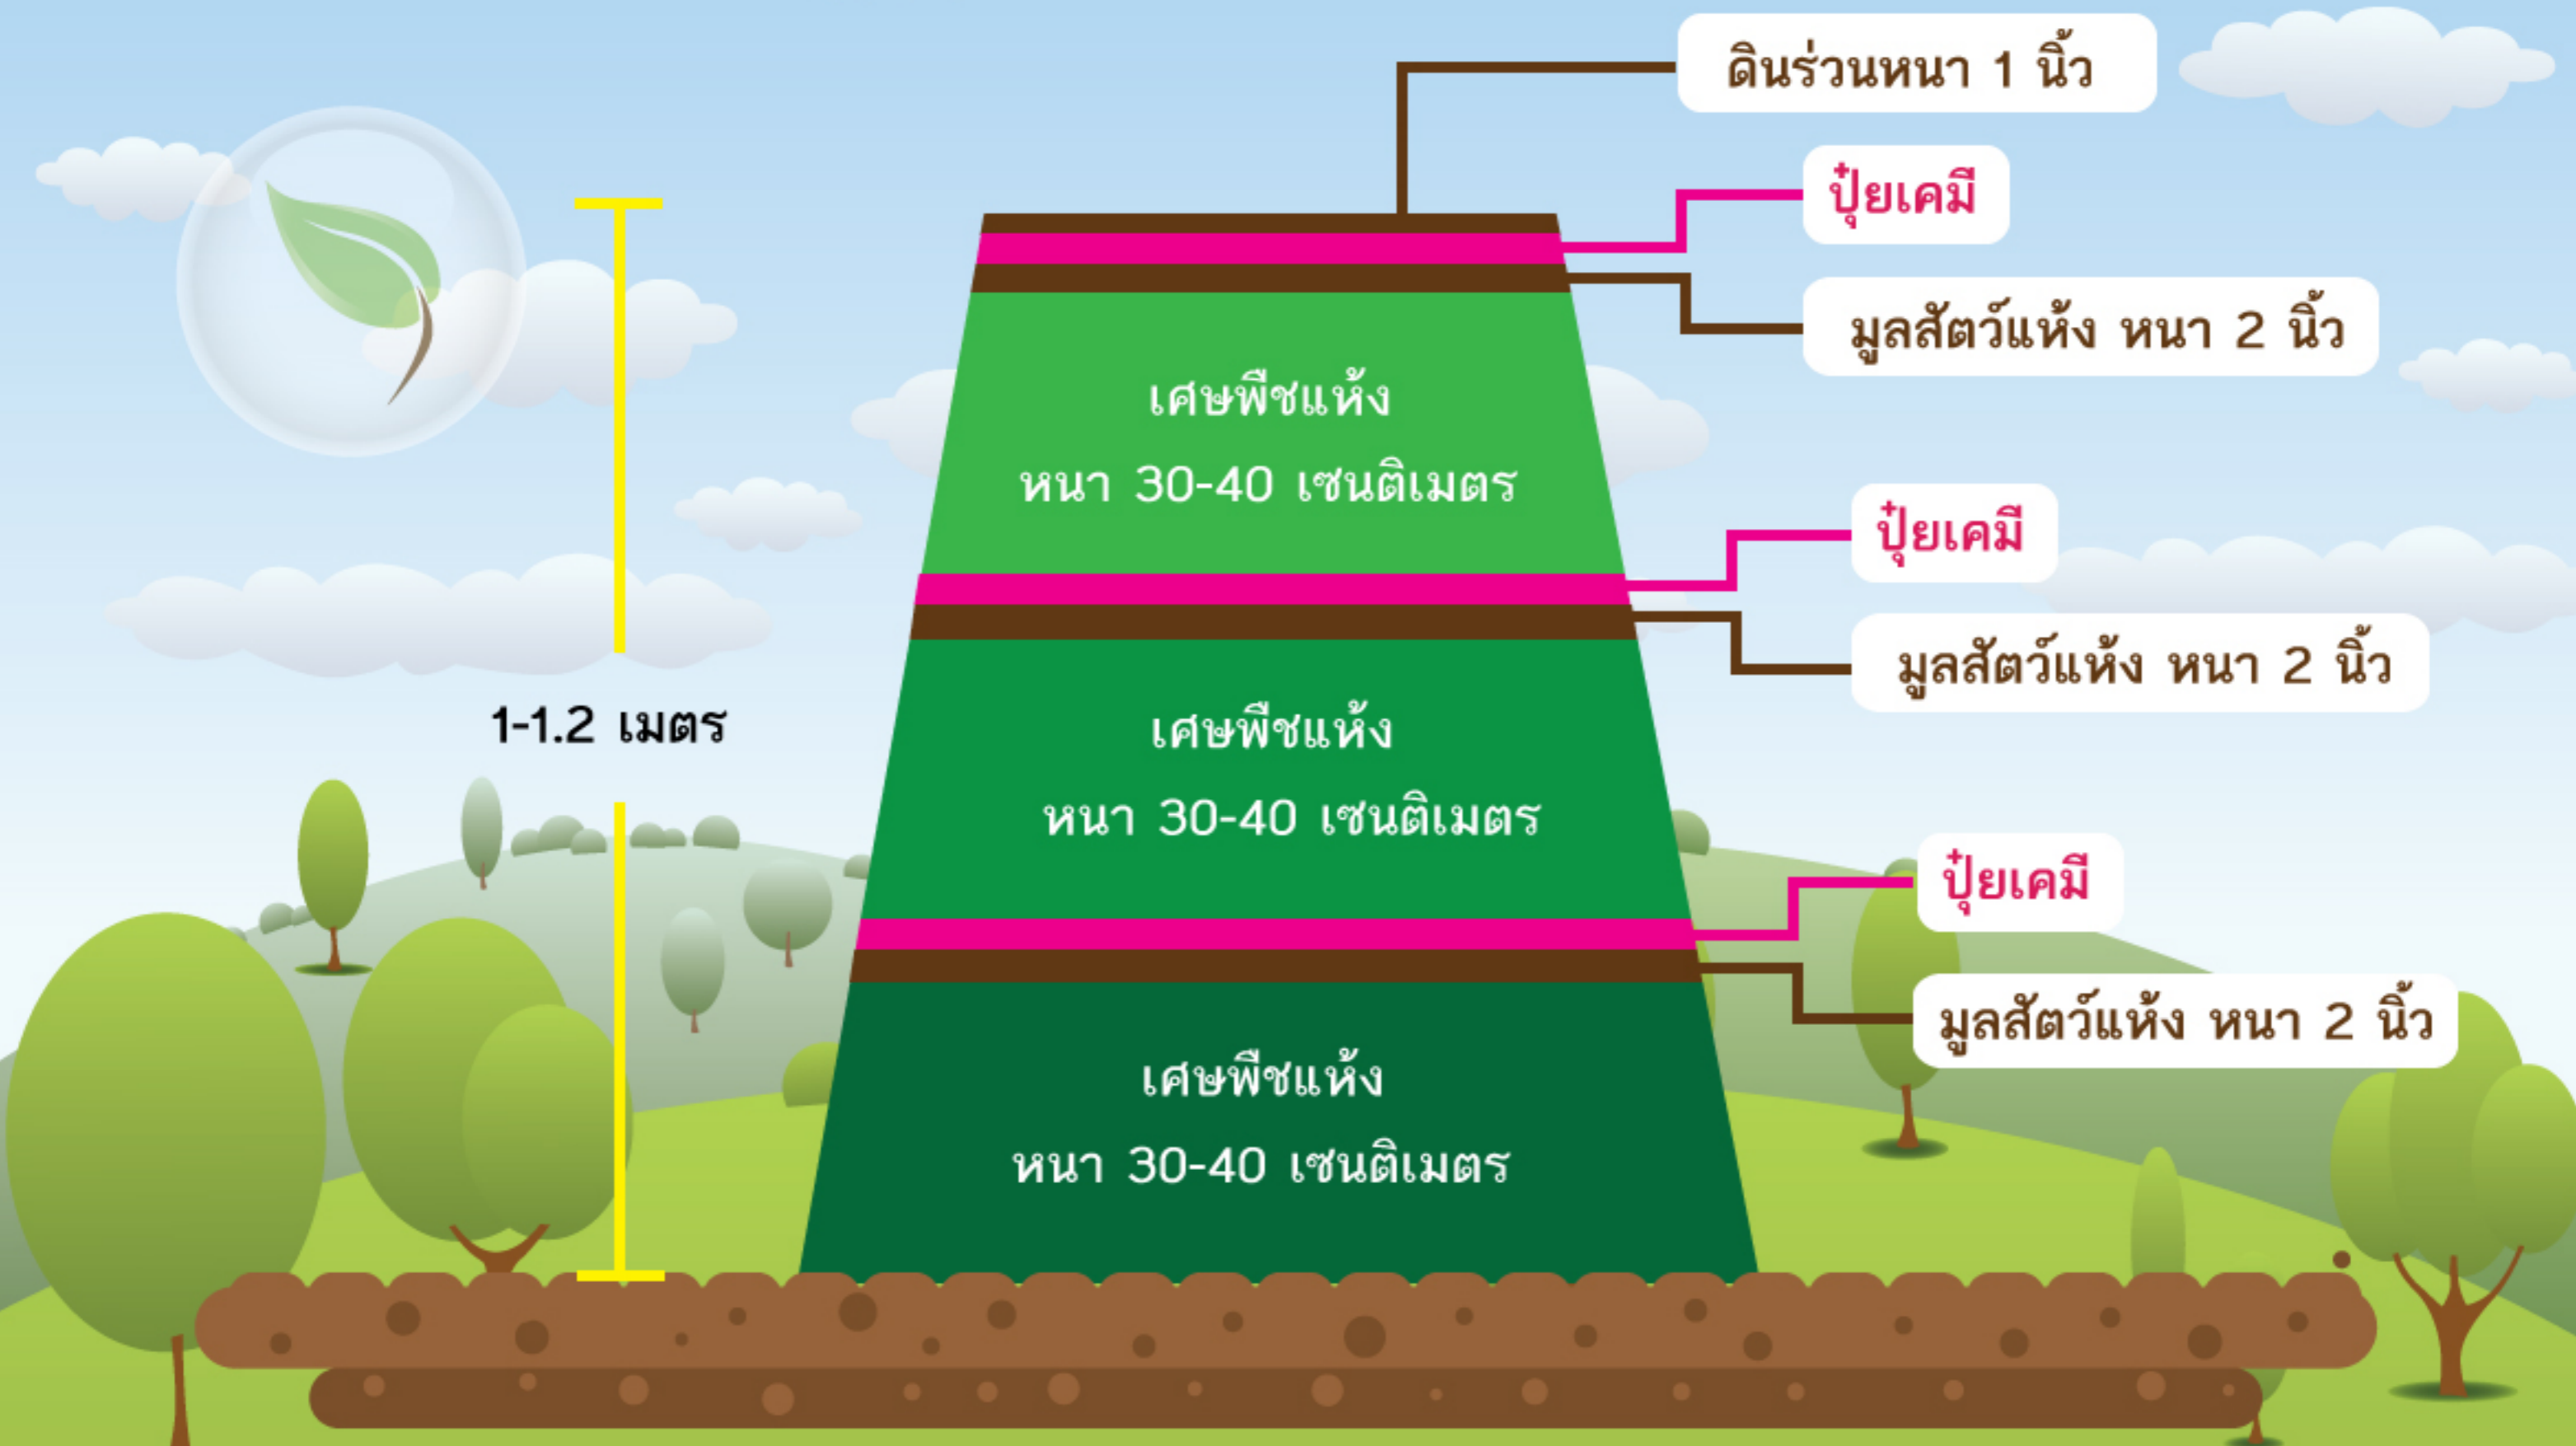 ดินร่วนหนา 1 นิ้ว
ปุ๋ยเคมี
มูลสัตว์แห้ง หนา 2 นิ้ว
เศษพืชแห้ง
หนา 30-40 เซนติเมตร
ปุ๋ยเคมี
มูลสัตว์แห้ง หนา 2 นิ้ว
1-1.2 เมตร
เศษพืชแห้ง
หนา 30-40 เซนติเมตร
ปุ๋ยเคมี
มูลสัตว์แห้ง หนา 2 นิ้ว
เศษพืชแห้ง
หนา 30-40 เซนติเมตร